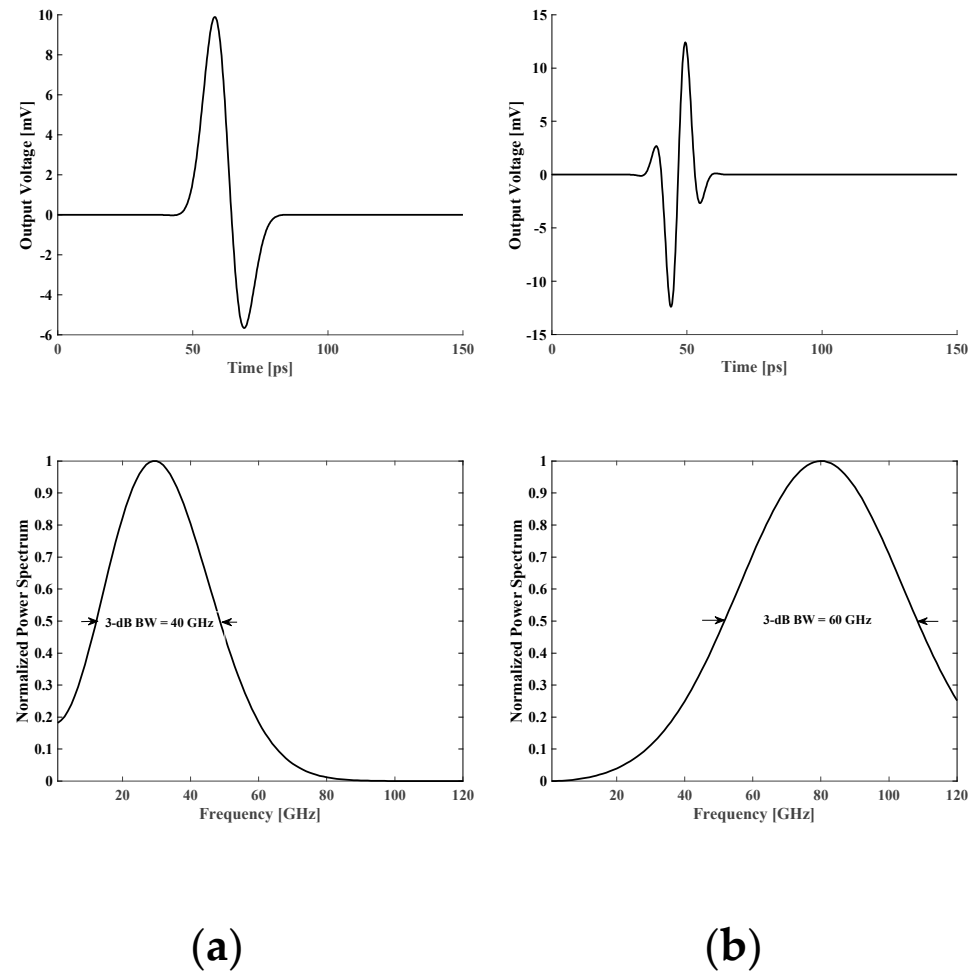 10
8
6
4
2
0
-2
-4
-6
Output Voltage [mV]
0 50 100 150
Time [ps]
15
10
5
0
-5
-10
-15
Output Voltage [mV]
0 50 100 150
Time [ps]
1
0.9
0.8
0.7
0.6
0.5
0.4
0.3
0.2
0.1
0
Normalized Power Spectrum
3-dB BW = 40 GHz
20 40 60 80 100 120
Frequency [GHz]
1
0.9
0.8
0.7
0.6
0.5
0.4
0.3
0.2
0.1
0
Normalized Power Spectrum
3-dB BW = 60 GHz
20 40 60 80 100 120
Frequency [GHz]
(a)
(b)